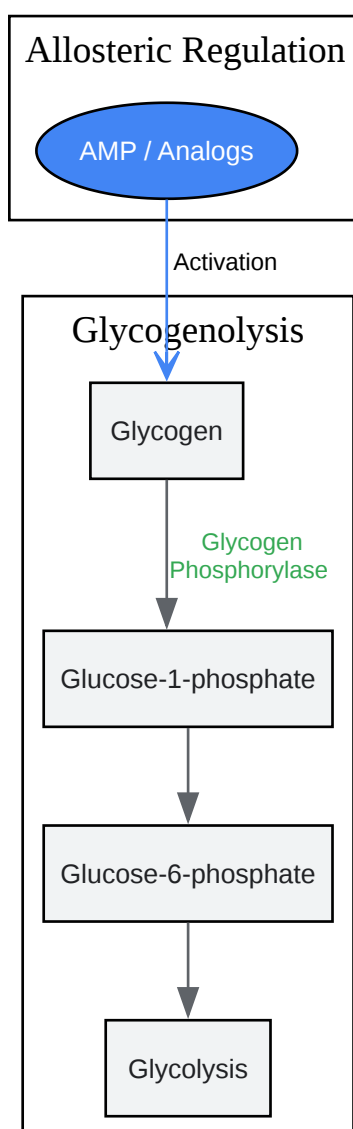 Allosteric Regulation
AMP / Analogs
Activation
Glycogenolysis
Glycogen
Glycogen
Phosphorylase
Glucose-1-phosphate
Glucose-6-phosphate
Glycolysis